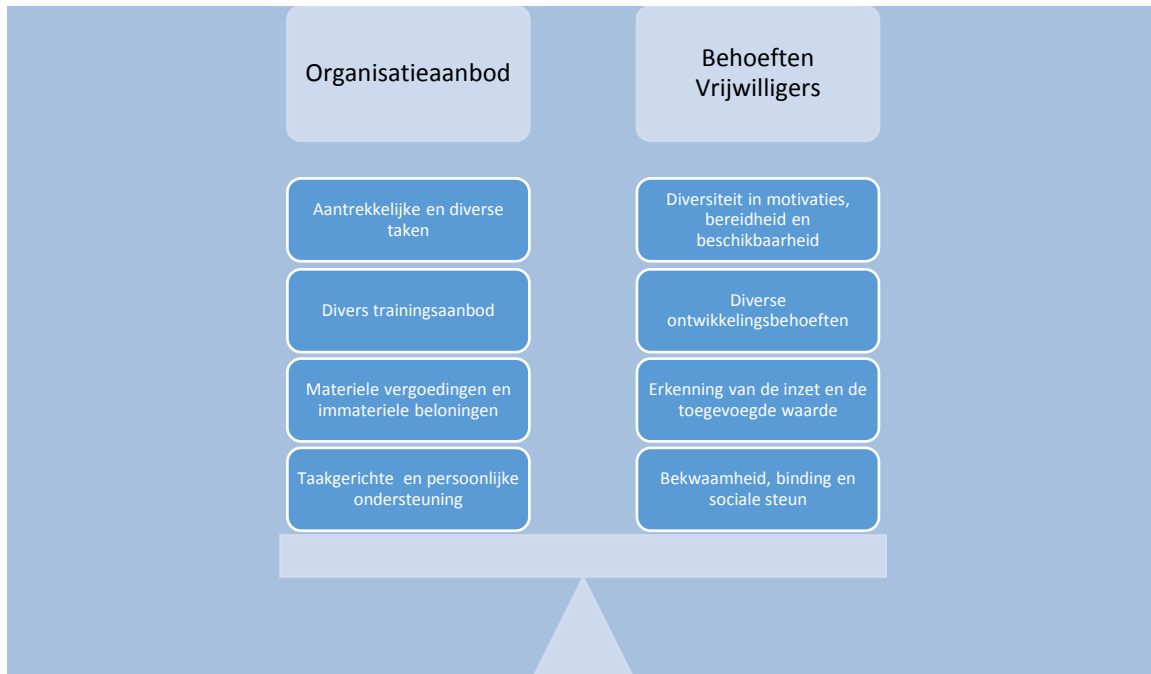 Organisatieaanbod
Behoeften
Vrijwilligers
Aantrekkelijke en diverse
taken
Diversiteit in motivaties,
bereidheid en
beschikbaarheid
Divers trainingsaanbod
Diverse
ontwikkelingsbehoeften
Materiele vergoedingen en
immateriele beloningen
Erkenning van de inzet en de
toegevoegde waarde
Taakgerichte  en persoonlijke
ondersteuning
Bekwaamheid, binding en
sociale steun